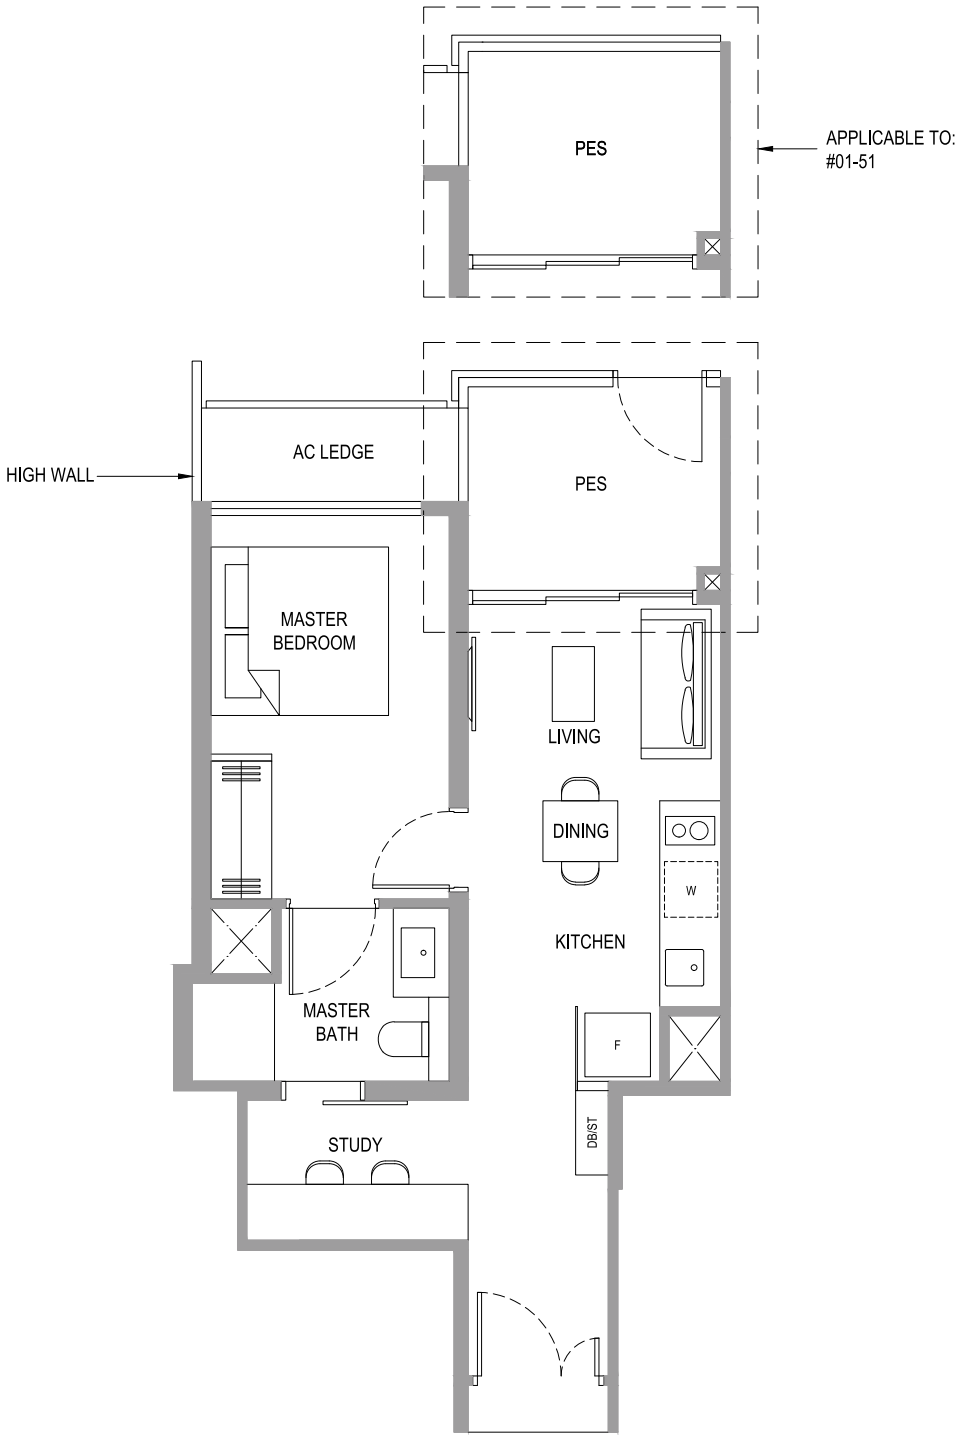 PES
APPLICABLE TO:
#01-51
AC LEDGE
HIGH WALL
PES
MASTER
BEDROOM
LIVING
DINING
W
KITCHEN
MASTER
BATH
F
DB/ST
STUDY